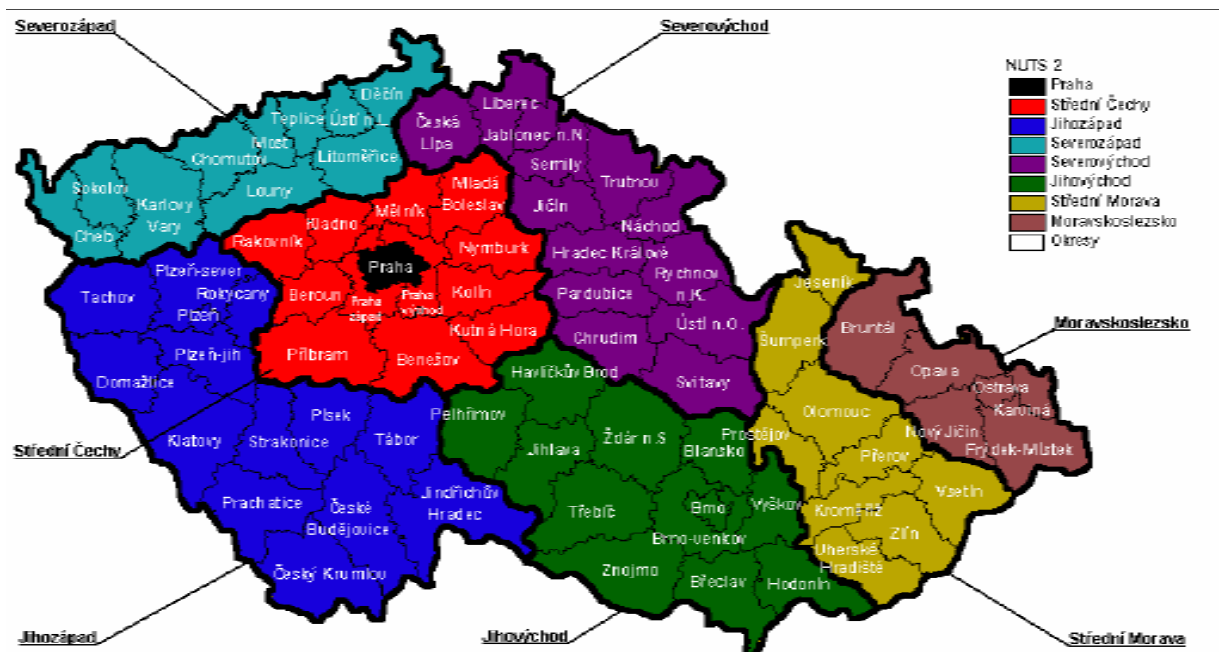 Severozápad
Severovýchod
NUTS 2
Praha
Střední Čechy
Jihozápad
Severozápad
Severovýchod
Jihovýchod
Střední Morava
Moravskoslezsko
Okresy
Děčín
Teplice
Ústí n.L.
Most
Chomutov
Litoměřice
Louny
Sokolov
Karlovy
Vary
Cheb
Liberec
Česká
Lípa
Jablonec n.N.
Semily
Trutnov
Jičín
Náchod
Hradec Králové
Rychnov
n.K.
Pardubice
Ústí n.O.
Chrudim
Svitavy
Mladá
Boleslav
Mělník
Kladno
Rakovník
Nymburk
Praha
Beroun
Praha
západ
Praha
východ
Kolín
Kutná Hora
Příbram
Benešov
Plzeň-sever
Tachov
Rokycany
Plzeň
Plzeň-jih
Domažlice
Klatovy
Písek
Strakonice
Tábor
Prachatice
České
Budějovice
Jindřichův
Hradec
Český Krumlov
Havlíčkův Brod
Pelhřimov
Jihlava
Žďár n.S
Blansko
Třebíč
Brno
Vyškov
Brno-venkov
Znojmo
Břeclav
Hodonín
Jeseník
Šumperk
Olomouc
Prostějov
Přerov
Kroměříž
Vsetín
Zlín
Uherské
Hradiště
Bruntál
Opava
Ostrava
Karviná
Nový Jičín
Frýdek-Místek
Moravskoslezsko
Střední Čechy
Jihozápad
Jihovýchod
Střední Morava